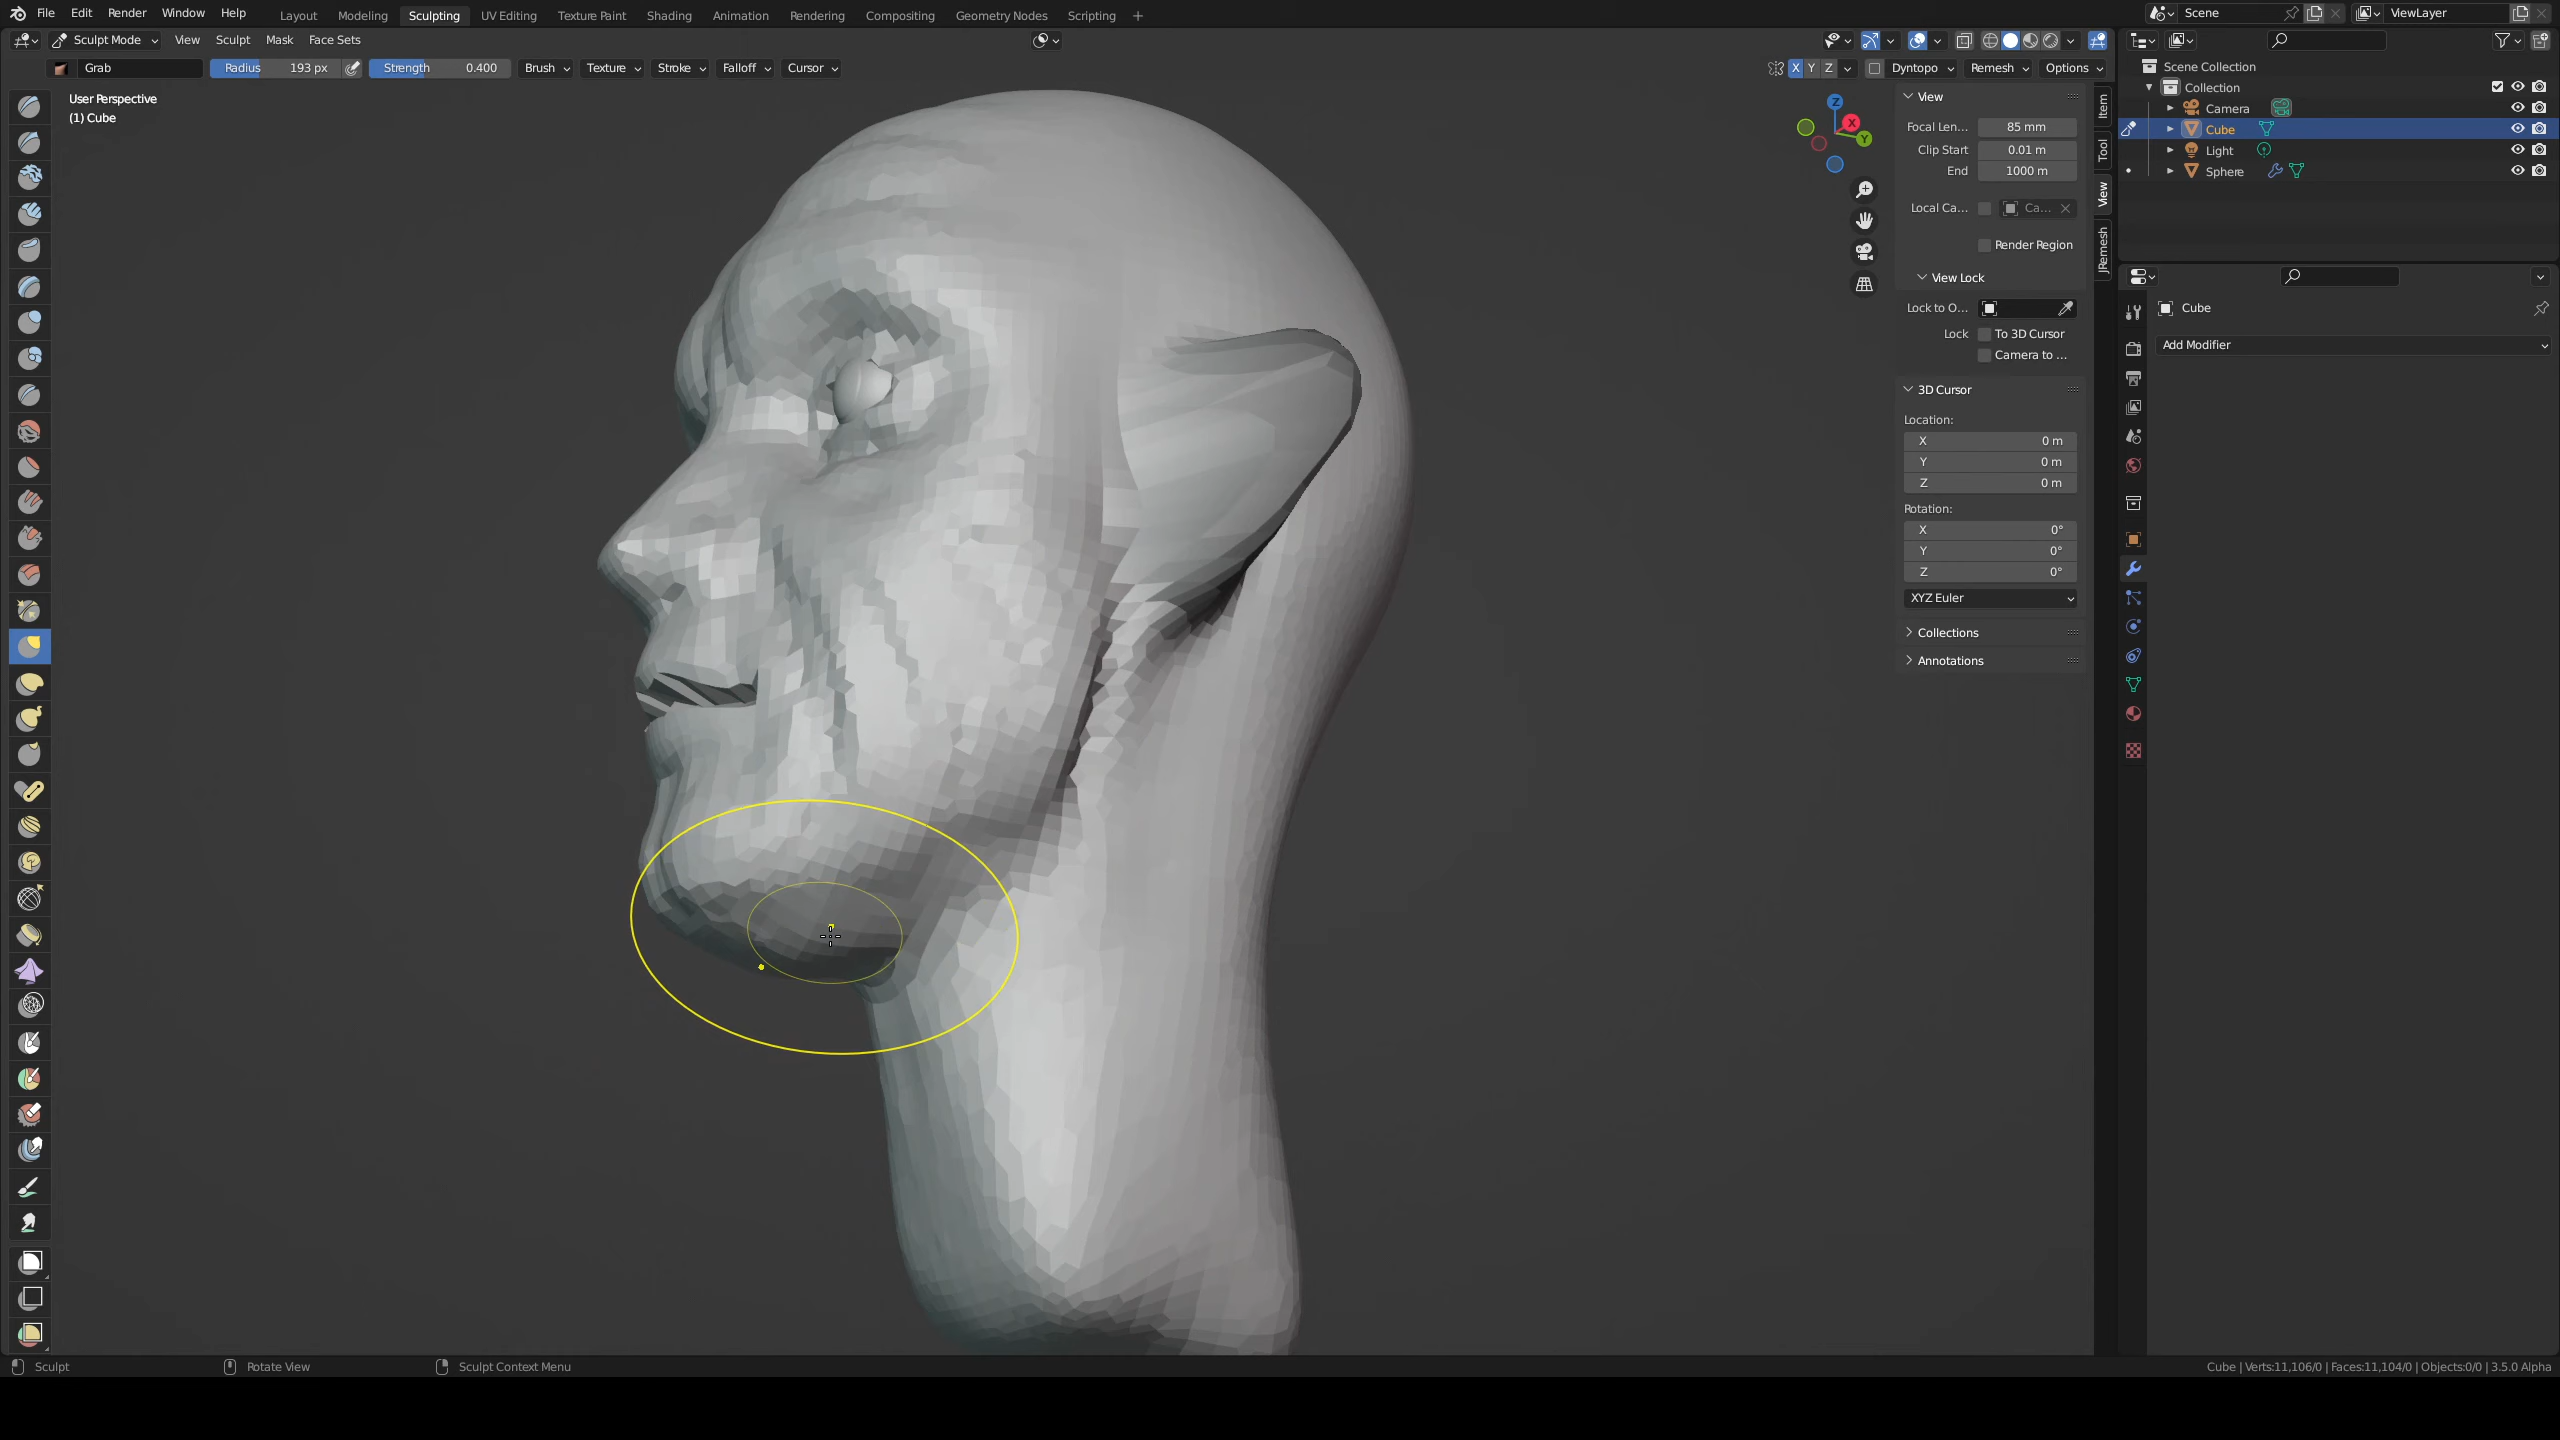 File Edit Render Window Help Layout Modeling Sculpting UV Editing Texture Paint Shading Animation Rendering Compositing Geometry Nodes Scripting + Scene ViewLayer
Sculpt Mode View Sculpt Mask Face Sets
Grab Radius 193 px Strength 0.400 Brush Texture Stroke Falloff Cursor X Y Z Dyntopo Remesh Options
User Perspective
(1) Cube
Z
X
Y
View
Focal Len... 85 mm
Clip Start 0.01 m
End 1000 m
Local Ca... Ca...
Render Region
View Lock
Lock to O...
Lock To 3D Cursor
Camera to ...
3D Cursor
Location:
X 0 m
Y 0 m
Z 0 m
Rotation:
X 0°
Y 0°
Z 0°
XYZ Euler
Collections
Annotations
Item
Tool
View
JRemesh
Scene Collection
Collection
Camera
Cube
Light
Sphere
Cube
Add Modifier
Sculpt Rotate View Sculpt Context Menu Cube | Verts:11,106/0 | Faces:11,104/0 | Objects:0/0 | 3.5.0 Alpha